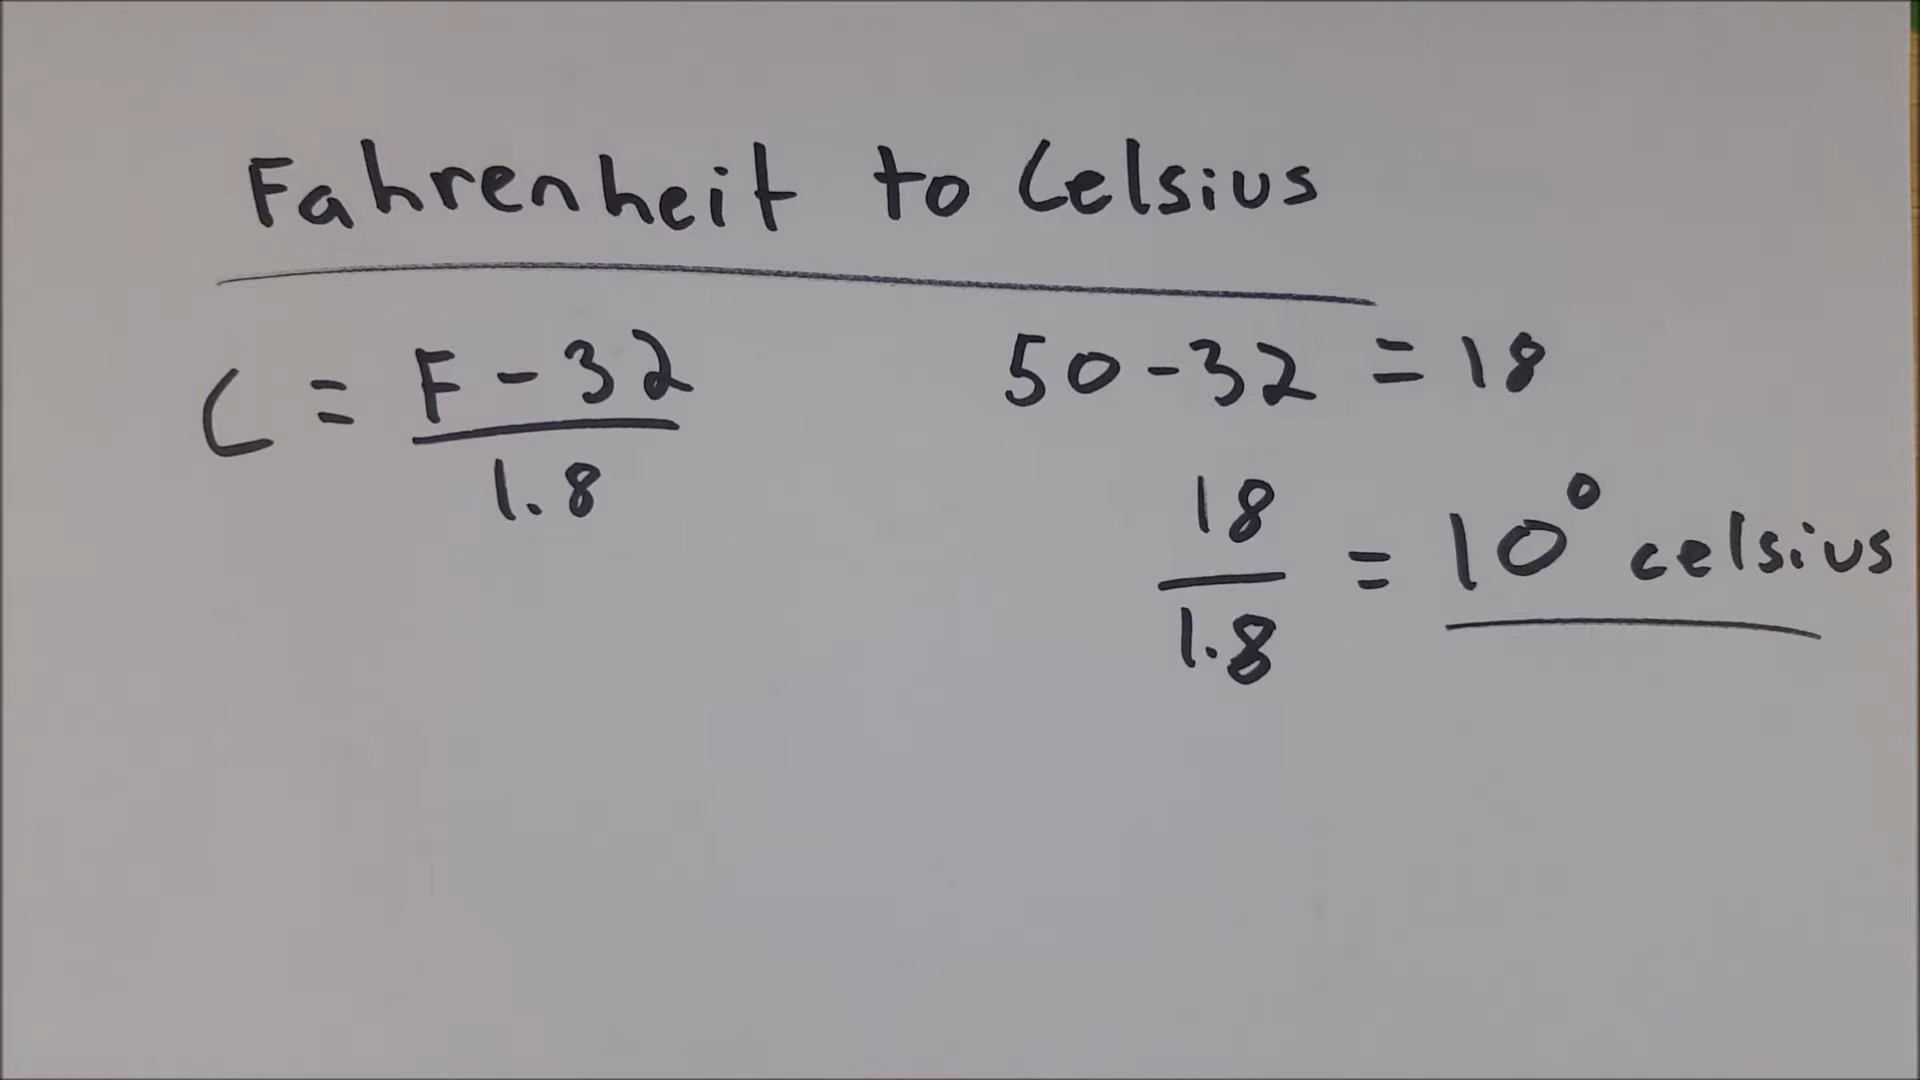 Fahrenheit to Celsius
C = F - 32
1.8
50 - 32 = 18
18
1.8
= 10° celsius